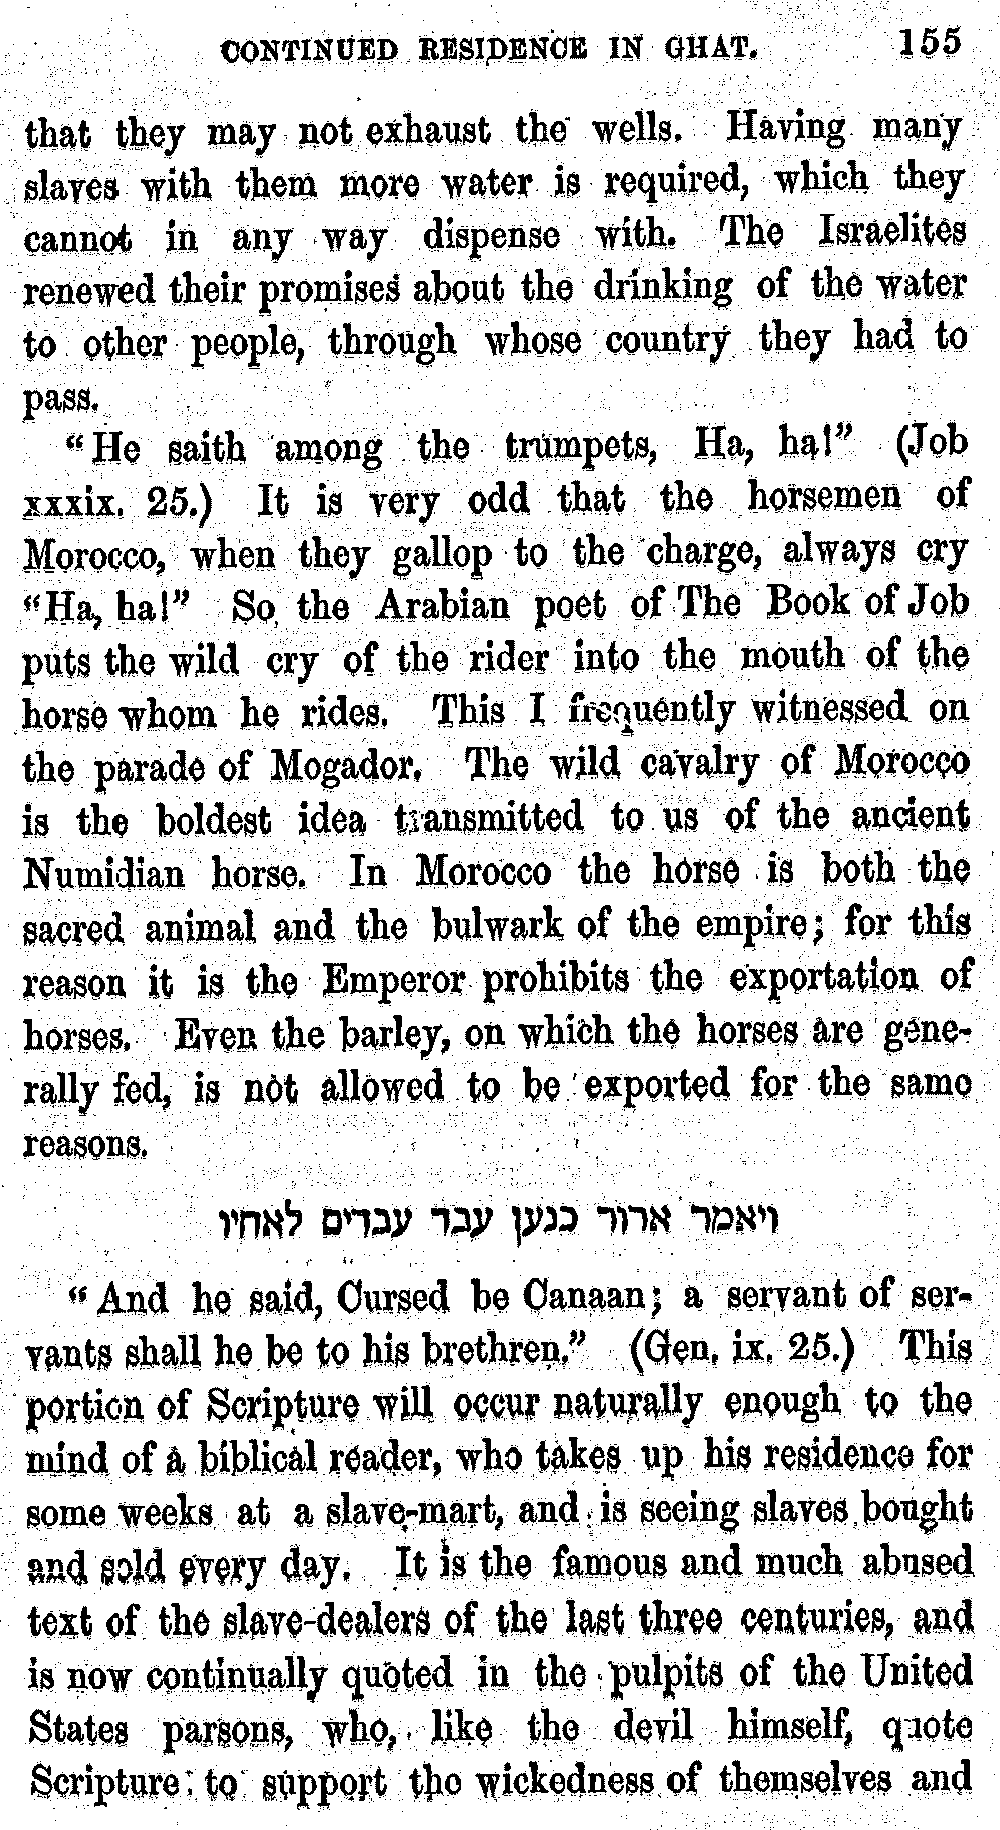 CONTINUED RESIDENCE IN GHAT. 155
that they may not exhaust the wells. Having many
slaves with them more water is required, which they
cannot in any way dispense with. The Israelites
renewed their promises about the drinking of the water
to other people, through whose country they had to
pass.
“He saith among the trumpets, Ha, ha!” (Job
xxxix. 25.) It is very odd that the horsemen of
Morocco, when they gallop to the charge, always cry
“Ha, ha!” So the Arabian poet of The Book of Job
puts the wild cry of the rider into the mouth of the
horse whom he rides. This I frequently witnessed on
the parade of Mogador. The wild cavalry of Morocco
is the boldest idea transmitted to us of the ancient
Numidian horse. In Morocco the horse is both the
sacred animal and the bulwark of the empire; for this
reason it is the Emperor prohibits the exportation of
horses. Even the barley, on which the horses are gene-
rally fed, is not allowed to be exported for the same
reasons.
ויאמר ארור כנען עבר עברים לאחיו
“And he said, Cursed be Canaan; a servant of ser-
vants shall he be to his brethren.” (Gen. ix. 25.) This
portion of Scripture will occur naturally enough to the
mind of a biblical reader, who takes up his residence for
some weeks at a slave-mart, and is seeing slaves bought
and sold every day. It is the famous and much abused
text of the slave-dealers of the last three centuries, and
is now continually quoted in the pulpits of the United
States parsons, who, like the devil himself, quote
Scripture to support the wickedness of themselves and